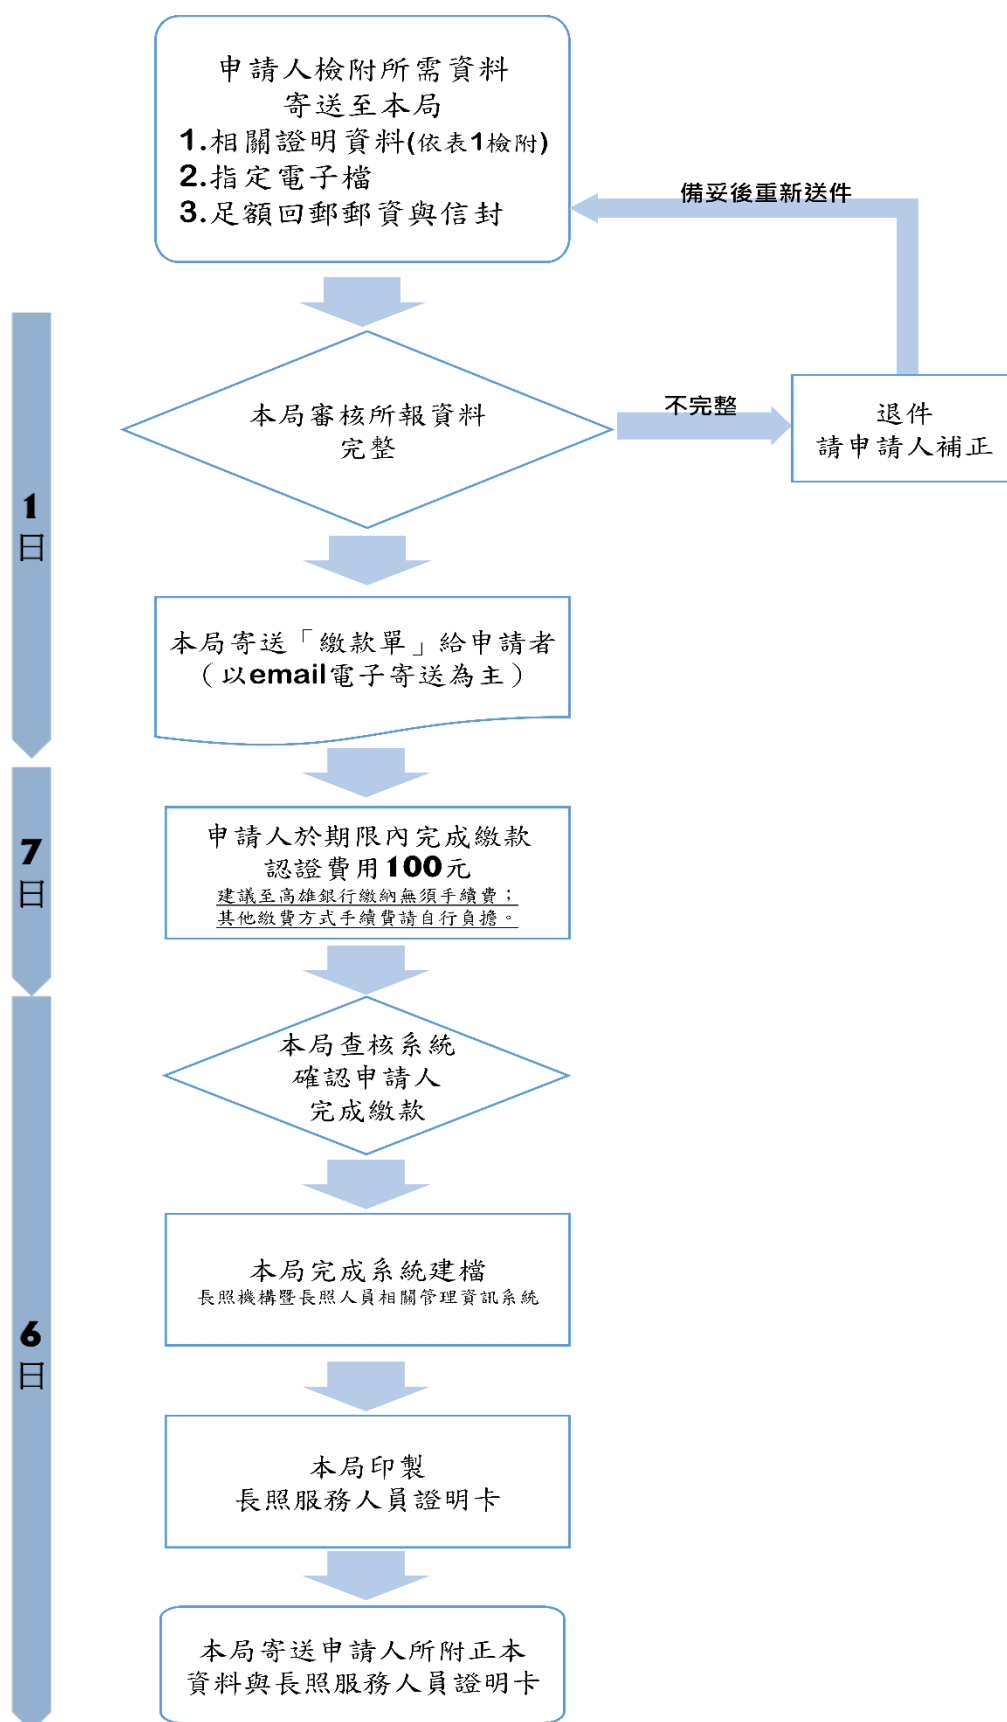 申請人檢附所需資料
寄送至本局
1.相關證明資料(依表1檢附)
2.指定電子檔
3.足額回郵郵資與信封
備妥後重新送件
本局審核所報資料
完整
不完整
退件
請申請人補正
1
日
本局寄送「繳款單」給申請者
（以email電子寄送為主）
7
日
申請人於期限內完成繳款
認證費用100元
建議至高雄銀行繳納無須手續費；
其他繳費方式手續費請自行負擔。
本局查核系統
確認申請人
完成繳款
本局完成系統建檔
長照機構暨長照人員相關管理資訊系統
6
日
本局印製
長照服務人員證明卡
本局寄送申請人所附正本
資料與長照服務人員證明卡